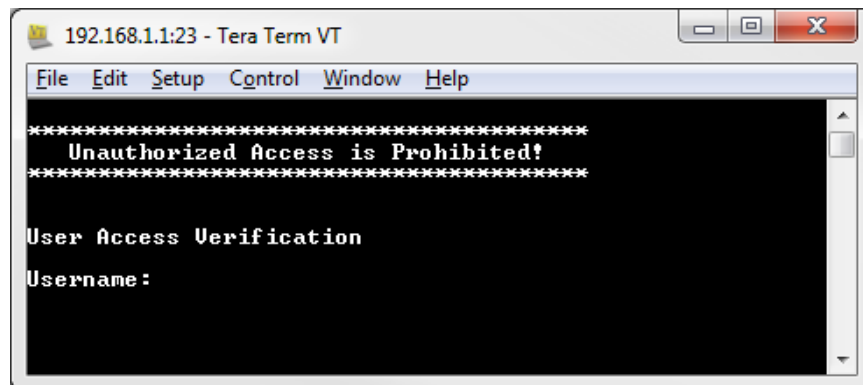 192.168.1.1:23 - Tera Term VT
File Edit Setup Control Window Help
****************************************
Unauthorized Access is Prohibited!
****************************************
User Access Verification
Username: